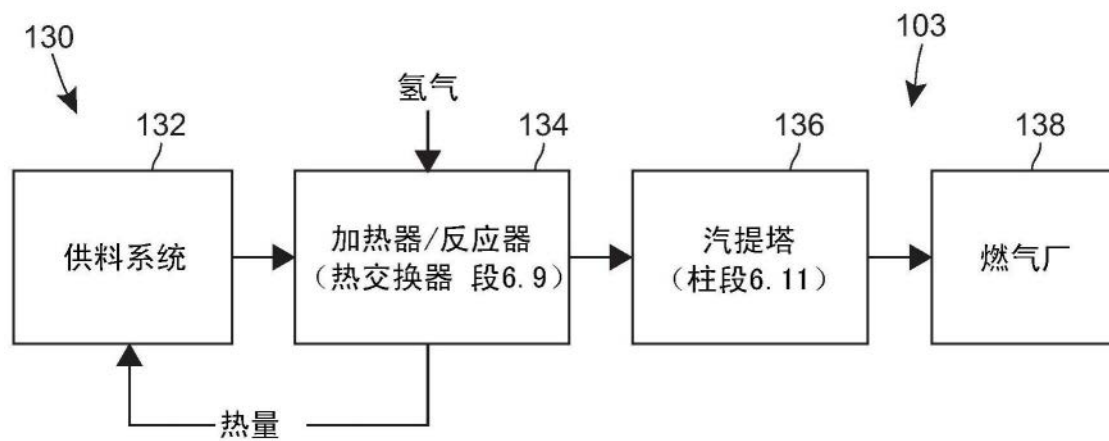 130
103
氢气
132
134
136
138
供料系统
加热器/反应器
(热交换器 段6.9)
汽提塔
(柱段6.11)
燃气厂
热量